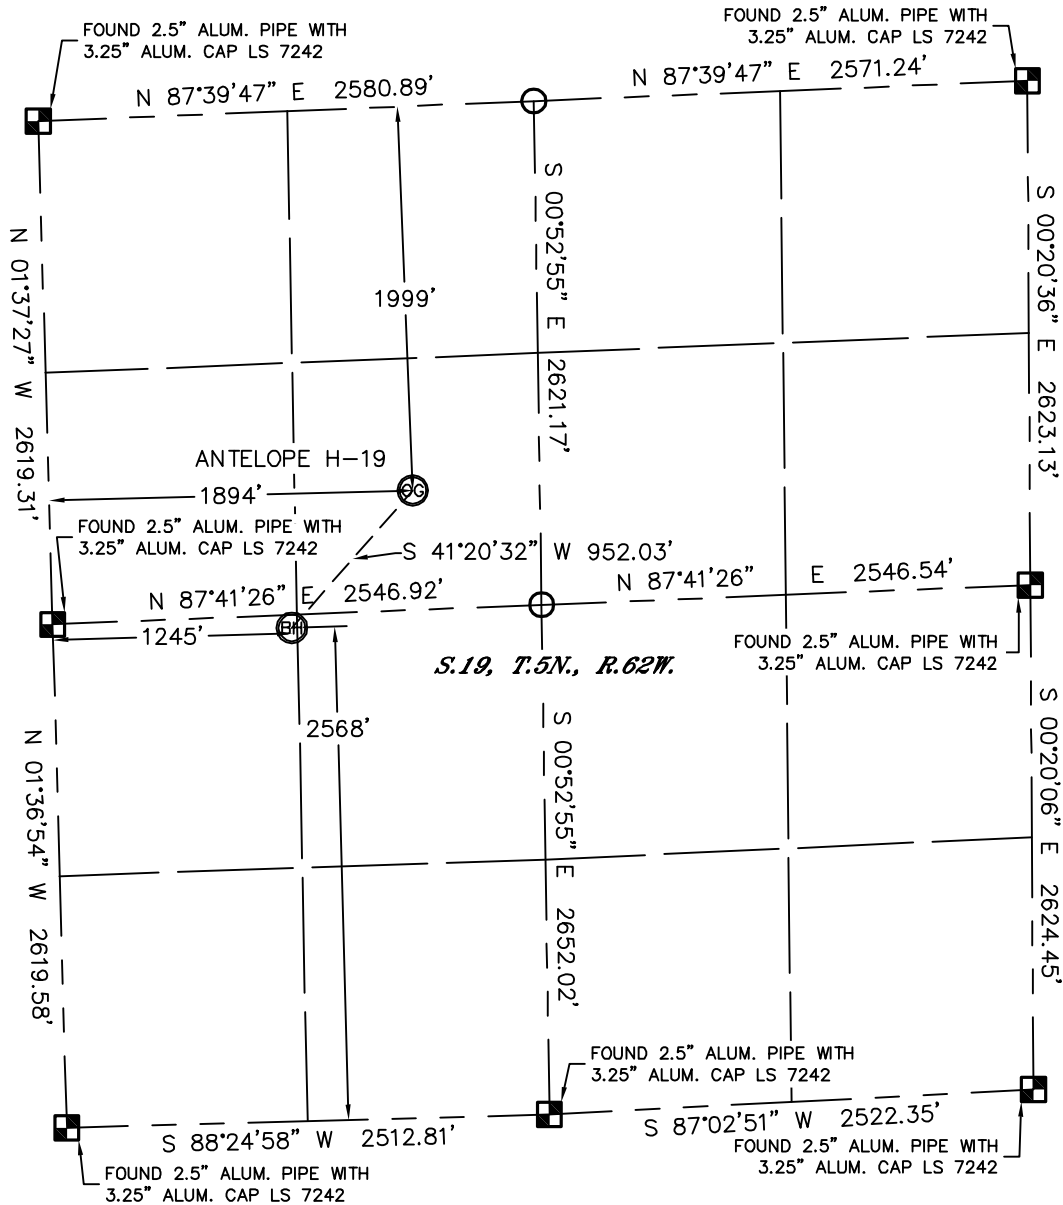 FOUND 2.5" ALUM. PIPE WITH
3.25" ALUM. CAP LS 7242
FOUND 2.5" ALUM. PIPE WITH
3.25" ALUM. CAP LS 7242
N 87°39'47" E 2580.89'
N 87°39'47" E 2571.24'
S 00°52'55" E 2621.17'
S 00°20'36" E 2623.13'
N 01°37'27" W 2619.31'
1999'
ANTELOPE H-19
1894'
OG
FOUND 2.5" ALUM. PIPE WITH
3.25" ALUM. CAP LS 7242
S 41°20'32" W 952.03'
N 87°41'26" E 2546.92'
N 87°41'26" E 2546.54'
BH
1245'
FOUND 2.5" ALUM. PIPE WITH
3.25" ALUM. CAP LS 7242
S.19, T.5N., R.62W.
2568'
N 01°36'54" W 2619.58'
S 00°52'55" E 2652.02'
S 00°20'06" E 2624.45'
FOUND 2.5" ALUM. PIPE WITH
3.25" ALUM. CAP LS 7242
S 88°24'58" W 2512.81'
S 87°02'51" W 2522.35'
FOUND 2.5" ALUM. PIPE WITH
3.25" ALUM. CAP LS 7242
FOUND 2.5" ALUM. PIPE WITH
3.25" ALUM. CAP LS 7242